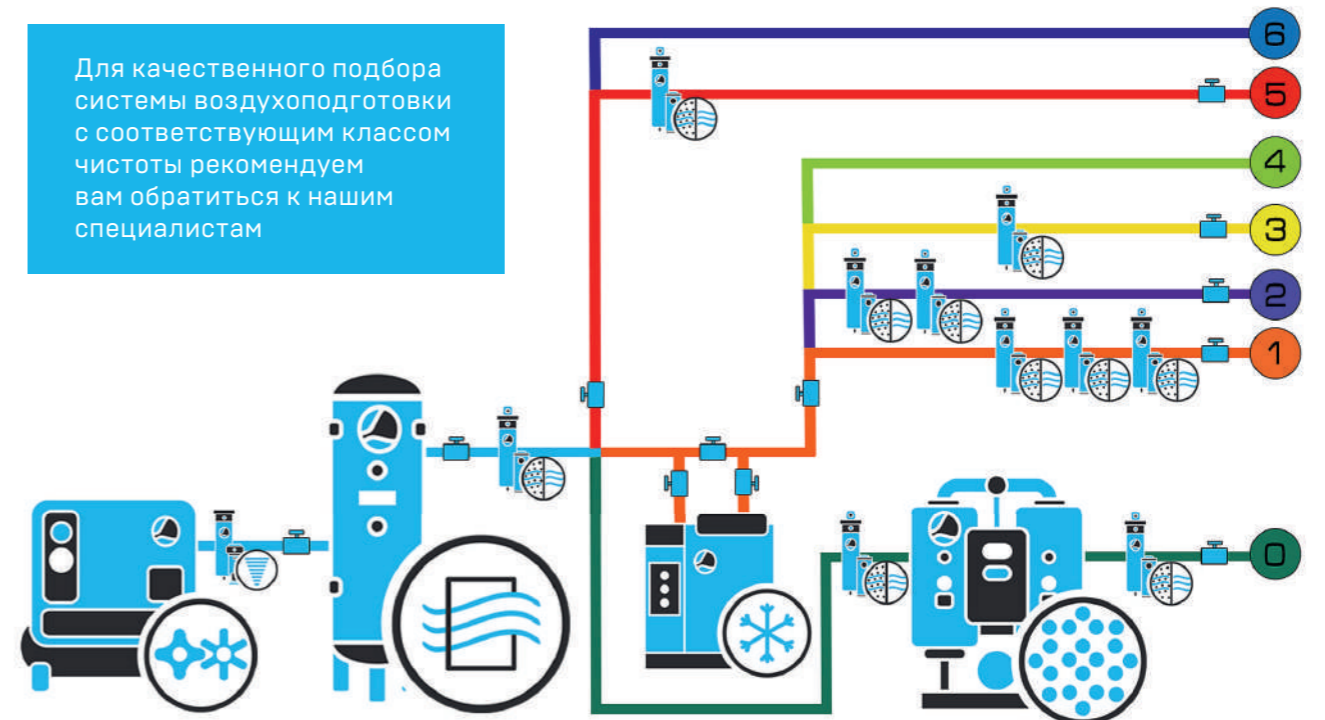 Для качественного подбора
системы воздухоподготовки
с соответствующим классом
чистоты рекомендуем
вам обратиться к нашим
специалистам
6
5
4
3
2
1
0